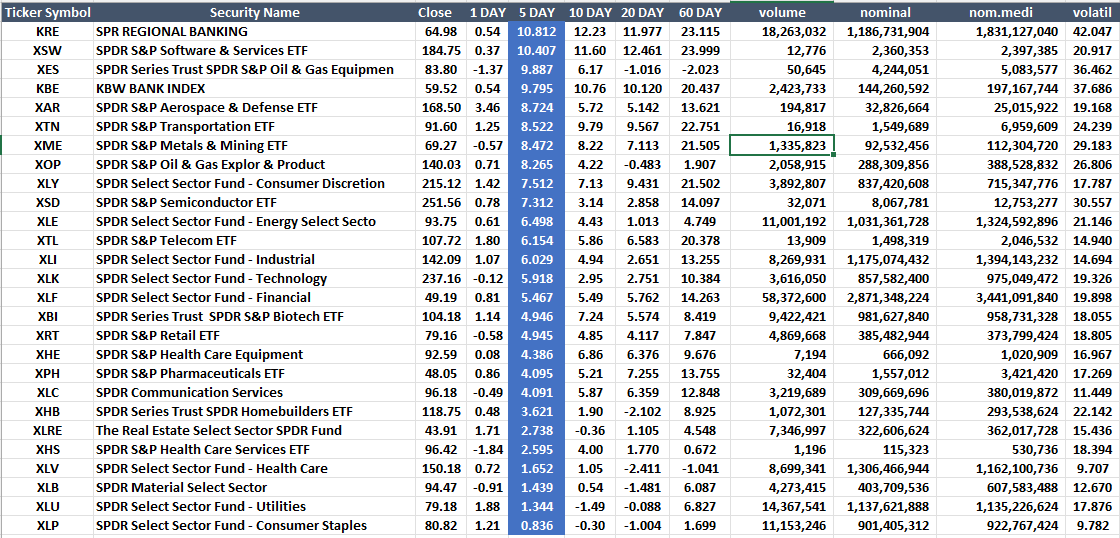 Ticker Symbol Security Name Close 1 DAY 5 DAY 10 DAY 20 DAY 60 DAY volume nominal nom.medi volatil
KRE SPR REGIONAL BANKING 64.98 0.54 10.812 12.23 11.977 23.115 18,263,032 1,186,731,904 1,831,127,040 42.047
XSW SPDR S&P Software & Services ETF 184.75 0.37 10.407 11.60 12.461 23.999 12,776 2,360,353 2,397,385 20.917
XES SPDR Series Trust SPDR S&P Oil & Gas Equipmen 83.80 -1.37 9.887 6.17 -1.016 -2.023 50,645 4,244,051 5,083,577 36.462
KBE KBW BANK INDEX 59.52 0.54 9.795 10.76 10.120 20.437 2,423,733 144,260,592 197,167,744 37.686
XAR SPDR S&P Aerospace & Defense ETF 168.50 3.46 8.724 5.72 5.142 13.621 194,817 32,826,664 25,015,922 19.168
XTN SPDR S&P Transportation ETF 91.60 1.25 8.522 9.79 9.567 22.751 16,918 1,549,689 6,959,609 24.239
XME SPDR S&P Metals & Mining ETF 69.27 -0.57 8.472 8.22 7.113 21.505 1,335,823 92,532,456 112,304,720 29.183
XOP SPDR S&P Oil & Gas Explor & Product 140.03 0.71 8.265 4.22 -0.483 1.907 2,058,915 288,309,856 388,528,832 26.806
XLY SPDR Select Sector Fund - Consumer Discretion 215.12 1.42 7.512 7.13 9.431 21.502 3,892,807 837,420,608 715,347,776 17.787
XSD SPDR S&P Semiconductor ETF 251.56 0.78 7.312 3.14 2.858 14.097 32,071 8,067,781 12,753,277 30.557
XLE SPDR Select Sector Fund - Energy Select Secto 93.75 0.61 6.498 4.43 1.013 4.749 11,001,192 1,031,361,728 1,324,592,896 21.146
XTL SPDR S&P Telecom ETF 107.72 1.80 6.154 5.86 6.583 20.378 13,909 1,498,319 2,046,532 14.940
XLI SPDR Select Sector Fund - Industrial 142.09 1.07 6.029 4.94 2.651 13.255 8,269,931 1,175,074,432 1,394,143,232 14.694
XLK SPDR Select Sector Fund - Technology 237.16 -0.12 5.918 2.95 2.751 10.384 3,616,050 857,582,400 975,049,472 19.326
XLF SPDR Select Sector Fund - Financial 49.19 0.81 5.467 5.49 5.762 14.263 58,372,600 2,871,348,224 3,441,091,840 19.898
XBI SPDR Series Trust SPDR S&P Biotech ETF 104.18 1.14 4.946 7.24 5.574 8.419 9,422,421 981,627,840 958,731,328 18.055
XRT SPDR S&P Retail ETF 79.16 -0.58 4.945 4.85 4.117 7.847 4,869,668 385,482,944 373,799,424 18.805
XHE SPDR S&P Health Care Equipment 92.59 0.08 4.386 6.86 6.376 9.676 7,194 666,092 1,020,909 16.967
XPH SPDR S&P Pharmaceuticals ETF 48.05 0.86 4.095 5.21 7.255 13.755 32,404 1,557,012 3,421,420 17.269
XLC SPDR Communication Services 96.18 -0.49 4.091 5.87 6.359 12.848 3,219,689 309,669,696 380,019,872 11.449
XHB SPDR Series Trust SPDR Homebuilders ETF 118.75 0.48 3.621 1.90 -2.102 8.925 1,072,301 127,335,744 293,538,624 22.142
XLRE The Real Estate Select Sector SPDR Fund 43.91 1.71 2.738 -0.36 1.105 4.548 7,346,997 322,606,624 362,017,728 15.436
XHS SPDR S&P Health Care Services ETF 96.42 -1.84 2.595 4.00 1.770 0.672 1,196 115,323 530,736 18.394
XLV SPDR Select Sector Fund - Health Care 150.18 0.72 1.652 1.05 -2.411 -1.041 8,699,341 1,306,466,944 1,162,100,736 9.707
XLB SPDR Material Select Sector 94.47 -0.91 1.439 0.54 -1.481 6.087 4,273,415 403,709,536 607,583,488 12.670
XLU SPDR Select Sector Fund - Utilities 79.18 1.88 1.344 -1.49 -0.088 6.827 14,367,541 1,137,621,888 1,135,226,624 17.876
XLP SPDR Select Sector Fund - Consumer Staples 80.82 1.21 0.836 -0.30 -1.004 1.699 11,153,246 901,405,312 922,767,424 9.782